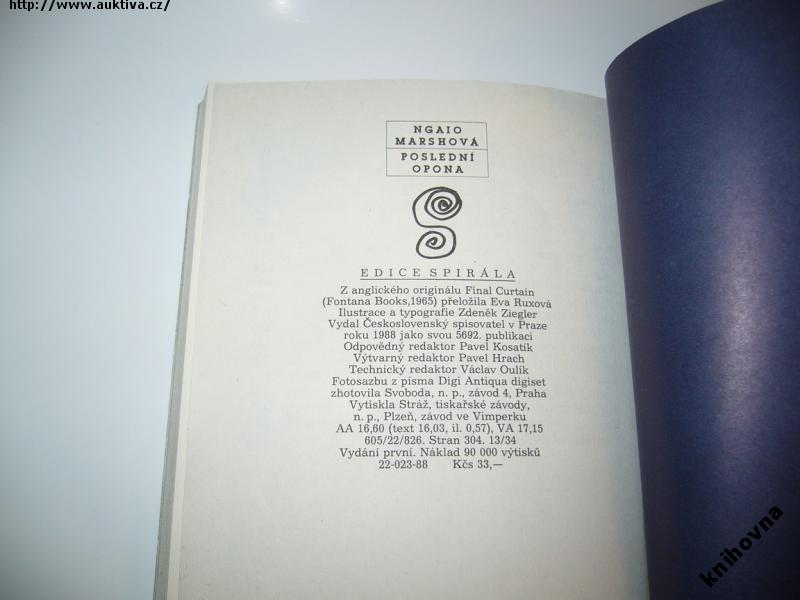 http://www.auktiva.cz/
NGAIO
MARSHOVÁ
POSLEDNÍ
OPONA
EDICE SPIRÁLA
Z anglického originálu Final Curtain
(Fontana Books,1965) přeložila Eva Ruxová
Ilustrace a typografie Zdeněk Ziegler
Vydal Československý spisovatel v Praze
roku 1988 jako svou 5692. publikaci
Odpovědný redaktor Pavel Kosatík
Výtvarný redaktor Pavel Hrach
Technický redaktor Václav Oulík
Fotosazbu z písma Digi Antiqua digiset
zhotovila Svoboda, n. p., závod 4, Praha
Vytiskla Stráž, tiskařské závody,
n. p., Plzeň, závod ve Vimperku
AA 16,60 (text 16,03, il. 0,57), VA 17,15
605/22/826. Stran 304. 13/34
Vydání první. Náklad 90 000 výtisků
22-023-88 Kčs 33,—
knihovna